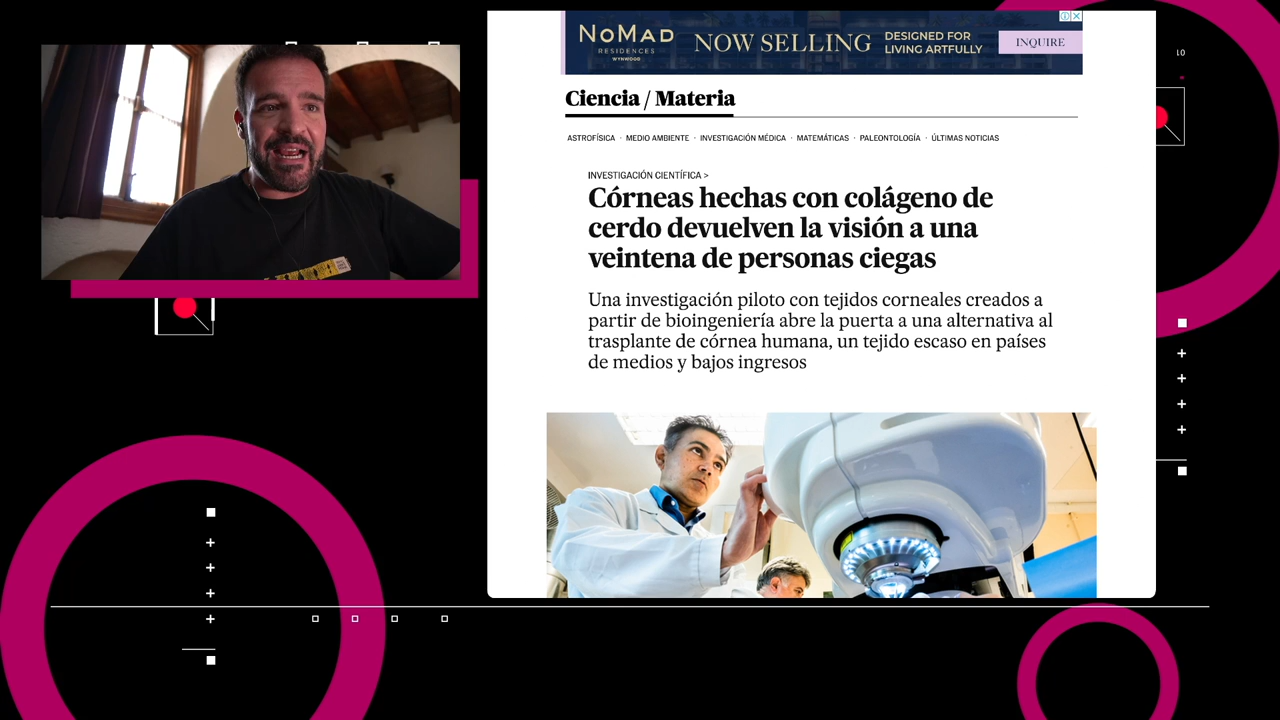 NOMAD
RESIDENCES
WYNWOOD
NOW SELLING
DESIGNED FOR
LIVING ARTFULLY
INQUIRE
Ciencia / Materia
ASTROFÍSICA · MEDIO AMBIENTE · INVESTIGACIÓN MÉDICA · MATEMÁTICAS · PALEONTOLOGÍA · ÚLTIMAS NOTICIAS
INVESTIGACIÓN CIENTÍFICA >
Córneas hechas con colágeno de
cerdo devuelven la visión a una
veintena de personas ciegas
Una investigación piloto con tejidos corneales creados a
partir de bioingeniería abre la puerta a una alternativa al
trasplante de córnea humana, un tejido escaso en países
de medios y bajos ingresos